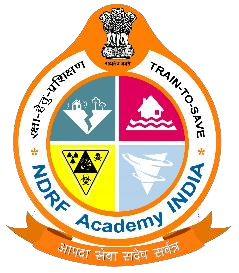 रक्षा-हेतु-प्रशिक्षण
TRAIN-TO-SAVE
NDRF Academy INDIA
आपदा सेवा सदैव सर्वत्र